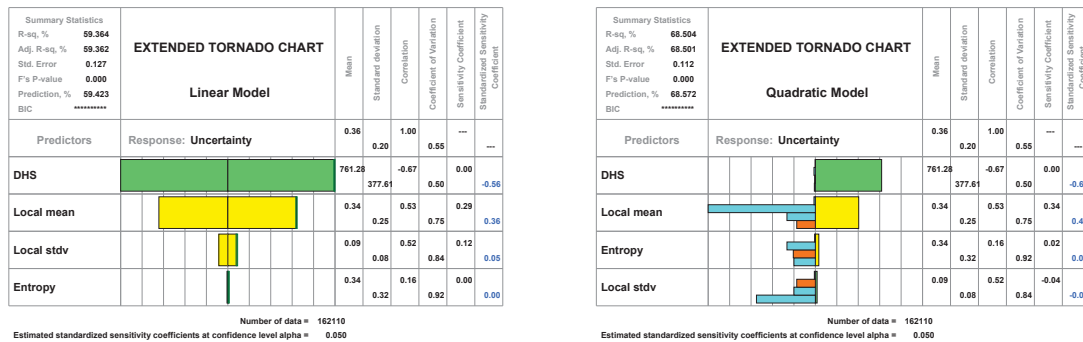 Summary Statistics
R-sq, % 59.364
Adj. R-sq, % 59.362
Std. Error 0.127
F's P-value 0.000
Prediction, % 59.423
BIC **********
EXTENDED TORNADO CHART
Linear Model
Mean
Standard deviation
Correlation
Coefficient of Variation
Sensitivity Coefficient
Standardized Sensitivity Coefficient
Predictors Response: Uncertainty 0.36 0.20 1.00 0.55 --- ---
DHS 761.28 377.61 -0.67 0.50 0.00 -0.56
Local mean 0.34 0.25 0.53 0.75 0.29 0.36
Local stdv 0.09 0.08 0.52 0.84 0.12 0.05
Entropy 0.34 0.32 0.16 0.92 0.00 0.00
Number of data = 162110
Estimated standardized sensitivity coefficients at confidence level alpha = 0.050
Summary Statistics
R-sq, % 68.504
Adj. R-sq, % 68.501
Std. Error 0.112
F's P-value 0.000
Prediction, % 68.572
BIC **********
EXTENDED TORNADO CHART
Quadratic Model
Mean
Standard deviation
Correlation
Coefficient of Variation
Sensitivity Coefficient
Standardized Sensitivity
Predictors Response: Uncertainty 0.36 0.20 1.00 0.55 --- ---
DHS 761.28 377.61 -0.67 0.50 0.00 -0.6
Local mean 0.34 0.25 0.53 0.75 0.34 0.4
Entropy 0.34 0.32 0.16 0.92 0.02 0.0
Local stdv 0.09 0.08 0.52 0.84 -0.04 -0.0
Number of data = 162110
Estimated standardized sensitivity coefficients at confidence level alpha = 0.050